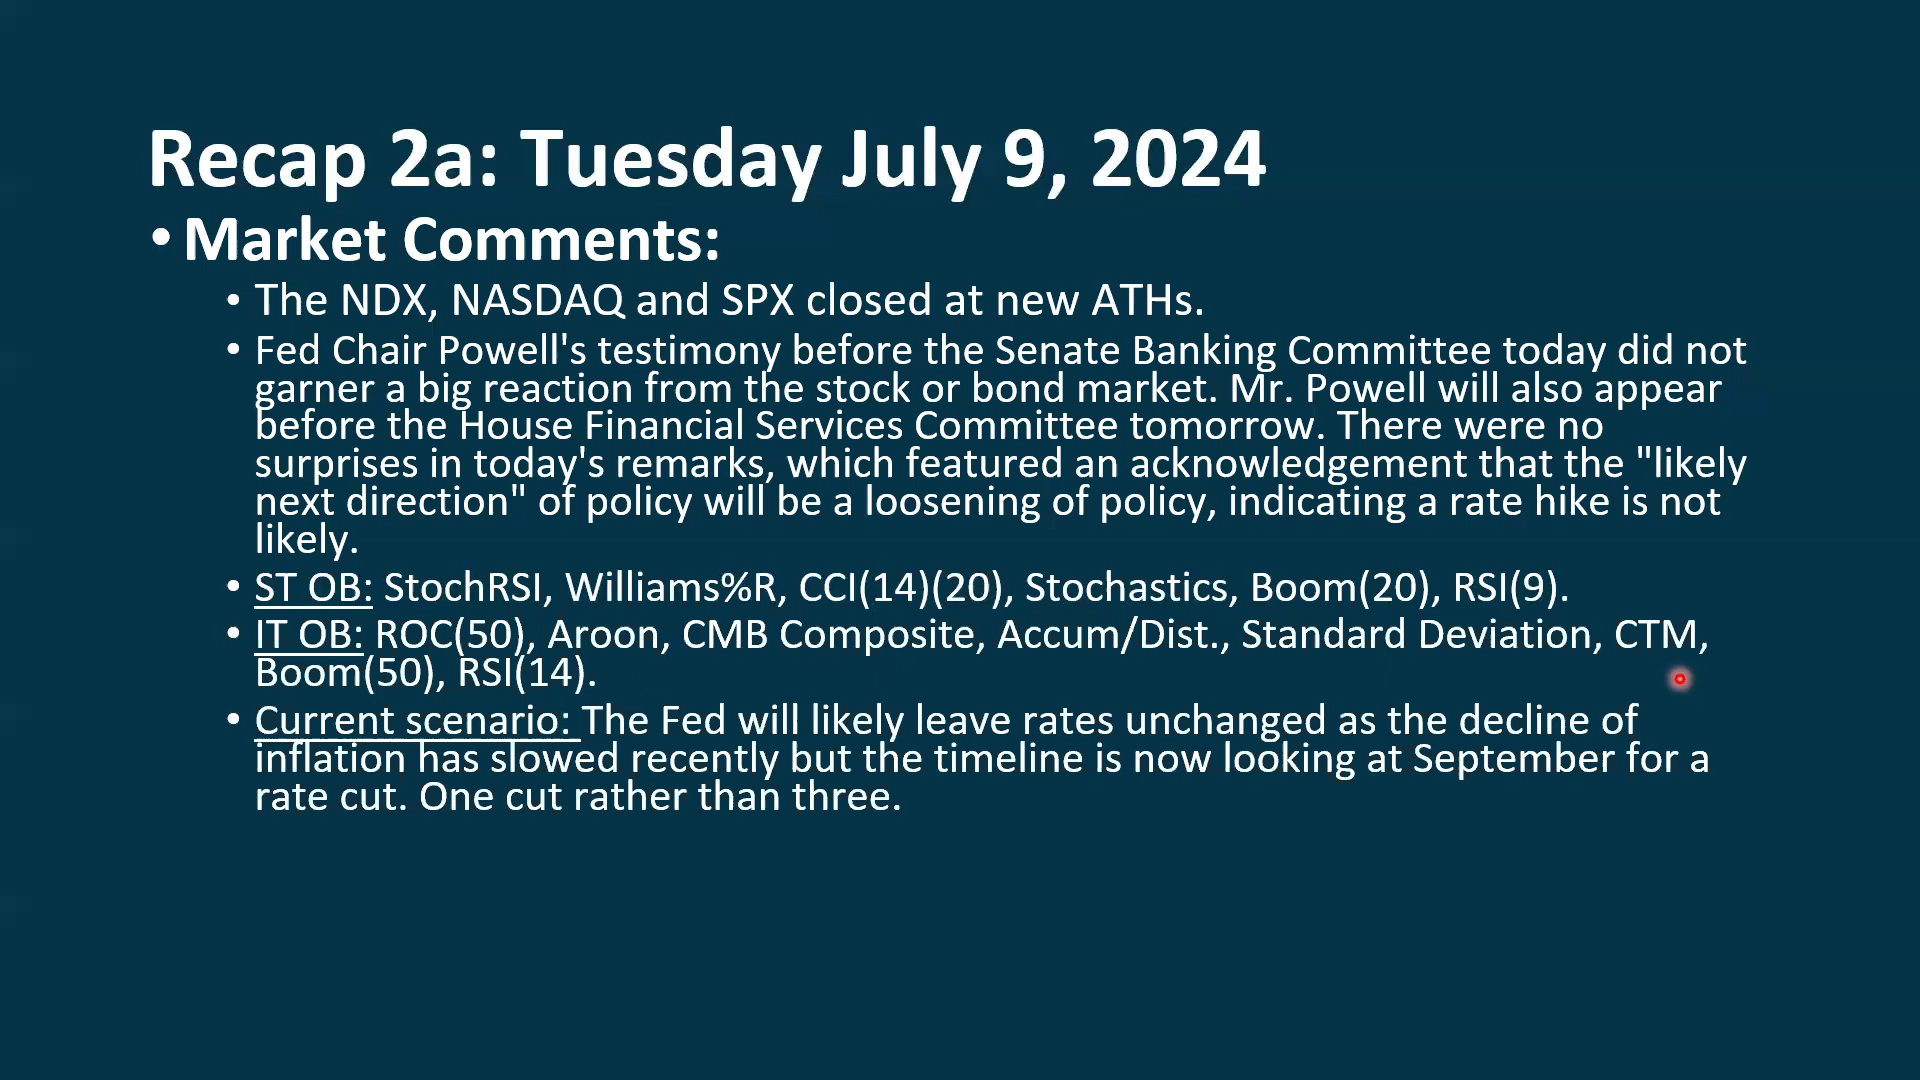 Recap 2a: Tuesday July 9, 2024
• Market Comments:
• The NDX, NASDAQ and SPX closed at new ATHs.
• Fed Chair Powell's testimony before the Senate Banking Committee today did not
garner a big reaction from the stock or bond market. Mr. Powell will also appear
before the House Financial Services Committee tomorrow. There were no
surprises in today's remarks, which featured an acknowledgement that the "likely
next direction" of policy will be a loosening of policy, indicating a rate hike is not
likely.
• ST OB: StochRSI, Williams%R, CCI(14)(20), Stochastics, Boom(20), RSI(9).
• IT OB: ROC(50), Aroon, CMB Composite, Accum/Dist., Standard Deviation, CTM,
Boom(50), RSI(14).
• Current scenario: The Fed will likely leave rates unchanged as the decline of
inflation has slowed recently but the timeline is now looking at September for a
rate cut. One cut rather than three.